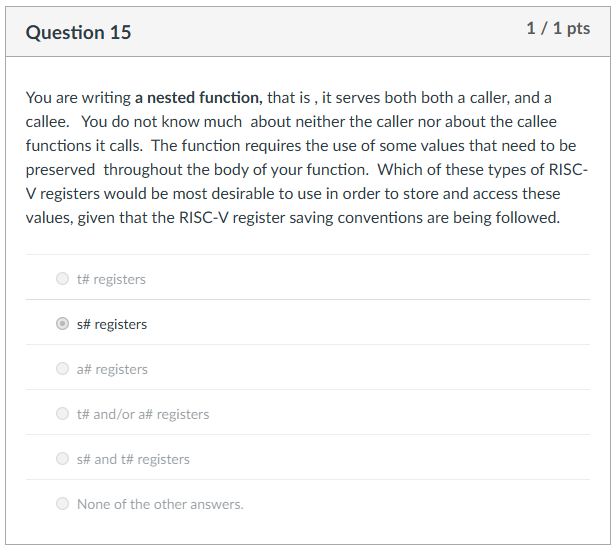 Question 15
1 / 1 pts
You are writing a nested function, that is , it serves both both a caller, and a
callee. You do not know much about neither the caller nor about the callee
functions it calls. The function requires the use of some values that need to be
preserved throughout the body of your function. Which of these types of RISC-
V registers would be most desirable to use in order to store and access these
values, given that the RISC-V register saving conventions are being followed.
t# registers
s# registers
a# registers
t# and/or a# registers
s# and t# registers
None of the other answers.